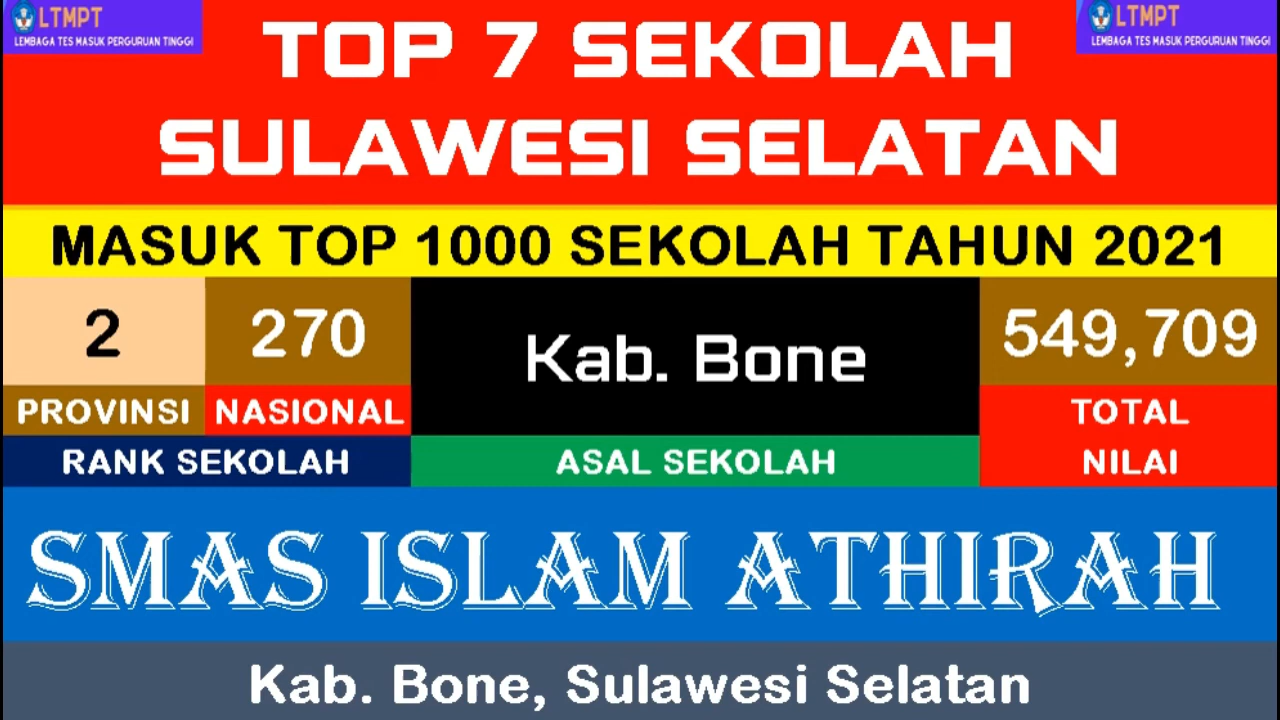 LTMPT
LEMBAGA TES MASUK PERGURUAN TINGGI
LTMPT
LEMBAGA TES MASUK PERGURUAN TINGGI
TOP 7 SEKOLAH
SULAWESI SELATAN
MASUK TOP 1000 SEKOLAH TAHUN 2021
2
270
Kab. Bone
549,709
PROVINSI
NASIONAL
TOTAL
RANK SEKOLAH
ASAL SEKOLAH
NILAI
SMAS ISLAM ATHIRAH
Kab. Bone, Sulawesi Selatan